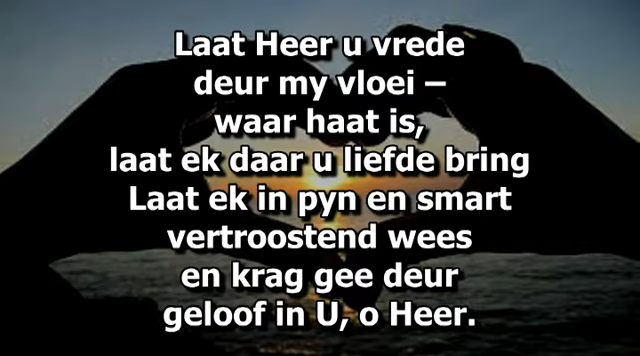 Laat Heer u vrede
deur my vloei –
waar haat is,
laat ek daar u liefde bring
Laat ek in pyn en smart
vertroostend wees
en krag gee deur
geloof in U, o Heer.